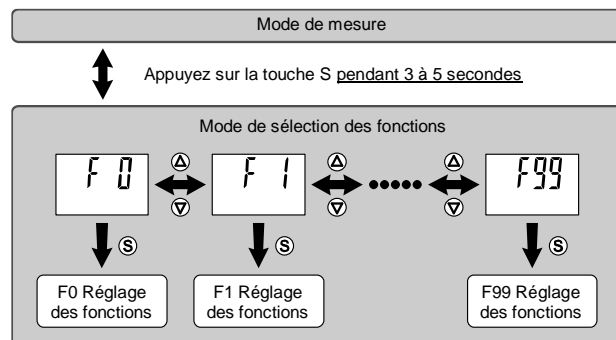 Mode de mesure
Appuyez sur la touche S pendant 3 à 5 secondes
Mode de sélection des fonctions
F 0 F 1 F99
S S S
F0 Réglage des fonctions
F1 Réglage des fonctions
F99 Réglage des fonctions